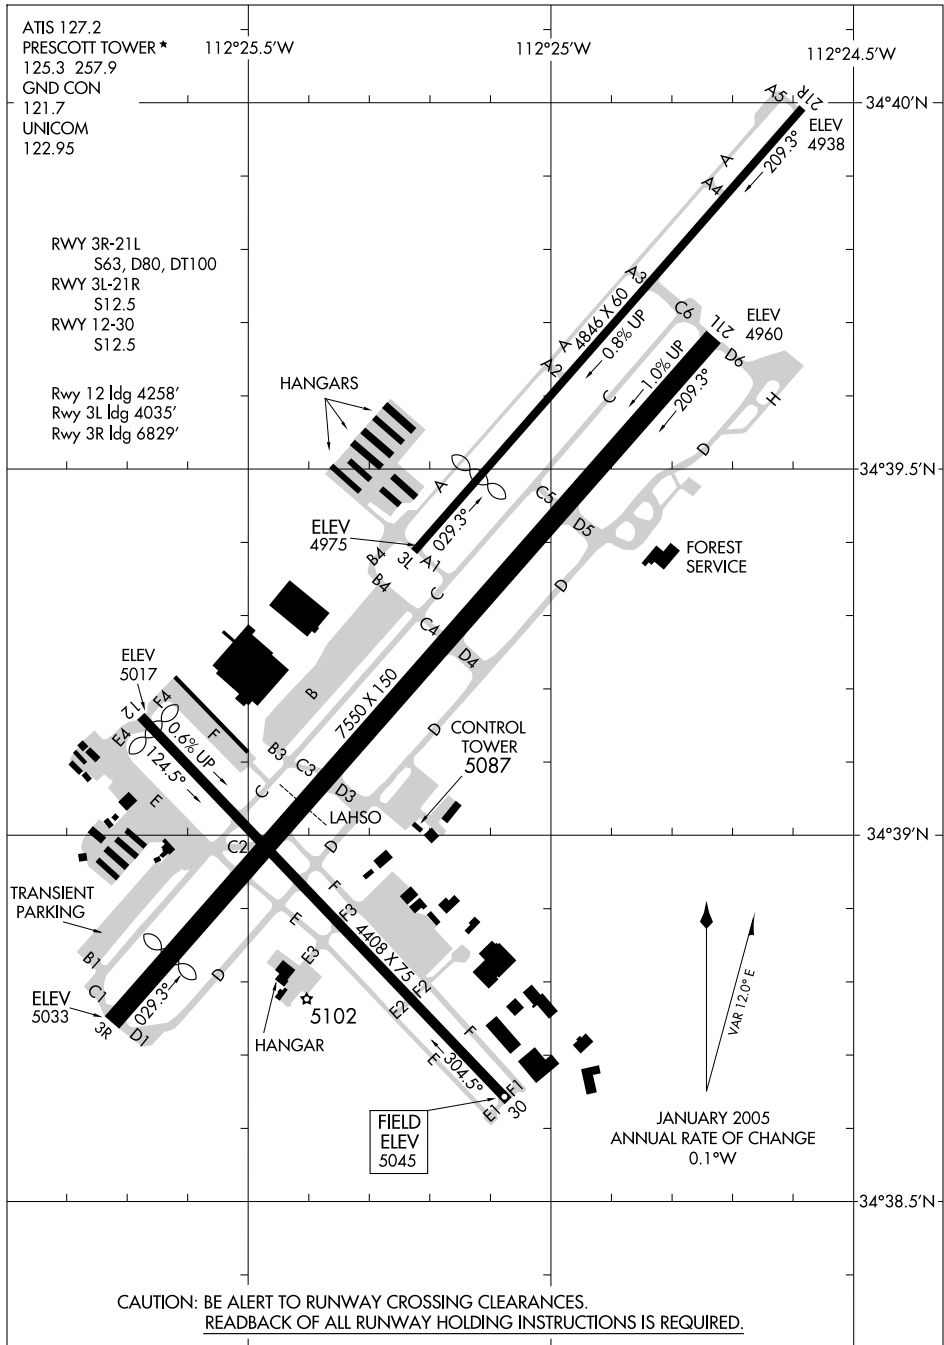 ATIS 127.2
PRESCOTT TOWER *
125.3 257.9
GND CON
121.7
UNICOM
122.95
112°25.5'W
112°25'W
112°24.5'W
34°40'N
A5
21R
ELEV
4938
209.3°
A
A4
RWY 3R-21L
S63, D80, DT100
RWY 3L-21R
S12.5
RWY 12-30
S12.5
Rwy 12 ldg 4258'
Rwy 3L ldg 4035'
Rwy 3R ldg 6829'
A3
C6
21L
ELEV
4960
D6
4846 X 60
0.8% UP
A
A2
1.0% UP
209.3°
C
H
D
HANGARS
34°39.5'N
A
C5
D5
ELEV
4975
029.3°
3L
A1
B4
B4
C
D
FOREST
SERVICE
C4
D4
ELEV
5017
12
F4
E4
0.6% UP
124.5°
F
B
7550 X 150
D
CONTROL
TOWER
5087
B3
C3
C
D3
E
LAHSO
34°39'N
C2
D
F
TRANSIENT
PARKING
E
F3
E3
4408 X 75
B1
C1
D
029.3°
ELEV
5033
3R
D1
HANGAR
5102
E2
F2
F
E
304.5°
F1
E1
30
FIELD
ELEV
5045
VAR 12.0° E
JANUARY 2005
ANNUAL RATE OF CHANGE
0.1°W
34°38.5'N
CAUTION: BE ALERT TO RUNWAY CROSSING CLEARANCES.
READBACK OF ALL RUNWAY HOLDING INSTRUCTIONS IS REQUIRED.